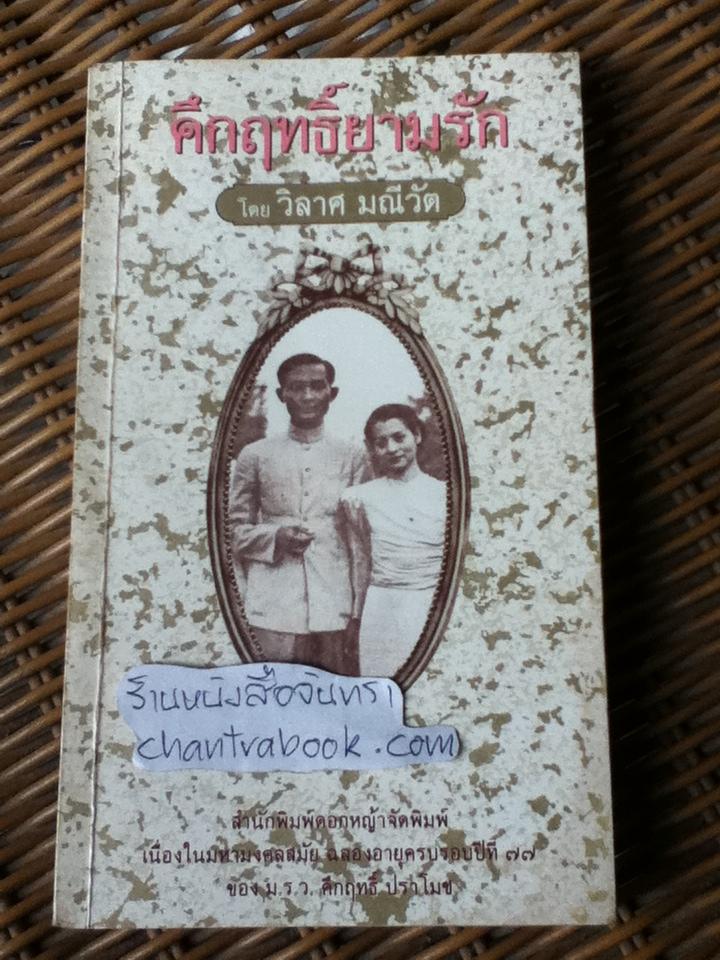 คึกฤทธิ์ยามรัก
โดย วิลาศ มณีวัต
ร้านหนังสือจันทรา
chantrabook.com
สำนักพิมพ์ดอกหญ้าจัดพิมพ์
เนื่องในมหามงคลสมัย ฉลองอายุครบรอบปีที่ ๗๗
ของ ม.ร.ว. คึกฤทธิ์ ปราโมช